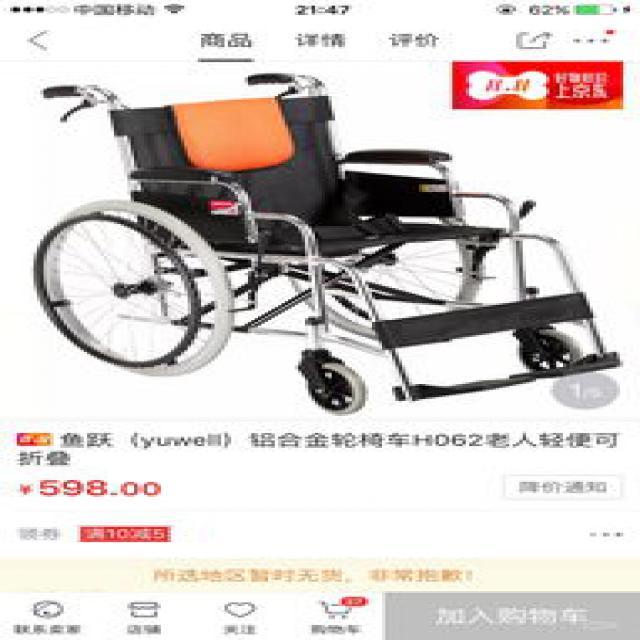 中国移动
21:47
62%
商品
详情
评价
好物低价
上京东
1/5
鱼跃（yuwell）铝合金轮椅车H062老人轻便可
折叠
¥598.00
降价通知
领券
满10减5
所选地区暂时无货，非常抱歉！
联系卖家
店铺
关注
购物车
加入购物车